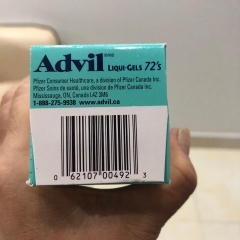 Advil LIQUI-GELS 72's
Pfizer Consumer Healthcare, a division of Pfizer Canada Inc.
Pfizer Soins de santé, une division de Pfizer Canada Inc.
Mississauga, ON, Canada L4Z 3M6
1-888-275-9938 www.advil.ca
0 62107 00492 3